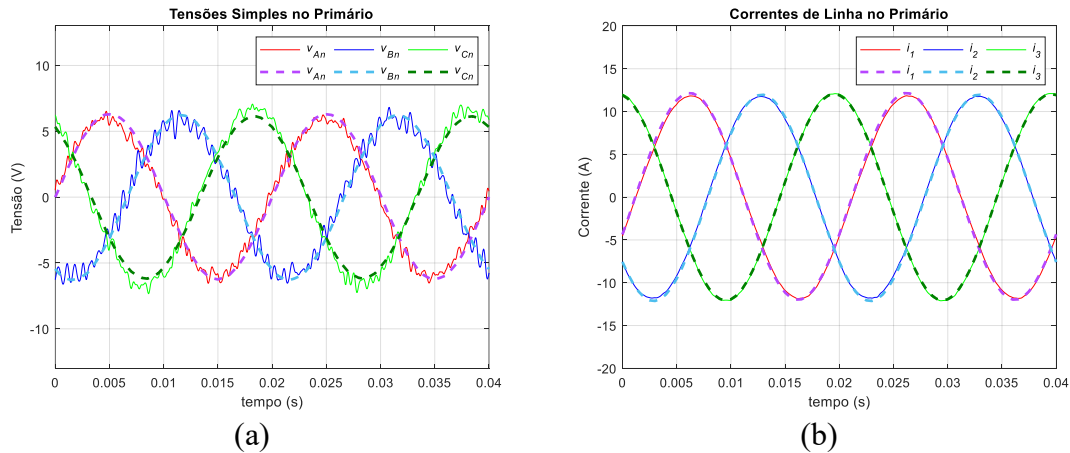 Tensões Simples no Primário
v_An v_Bn v_Cn
v_An v_Bn v_Cn
10
5
0
-5
-10
Tensão (V)
0 0.005 0.01 0.015 0.02 0.025 0.03 0.035 0.04
tempo (s)
(a)
Correntes de Linha no Primário
i_1 i_2 i_3
i_1 i_2 i_3
20
15
10
5
0
-5
-10
-15
-20
Corrente (A)
0 0.005 0.01 0.015 0.02 0.025 0.03 0.035 0.04
tempo (s)
(b)